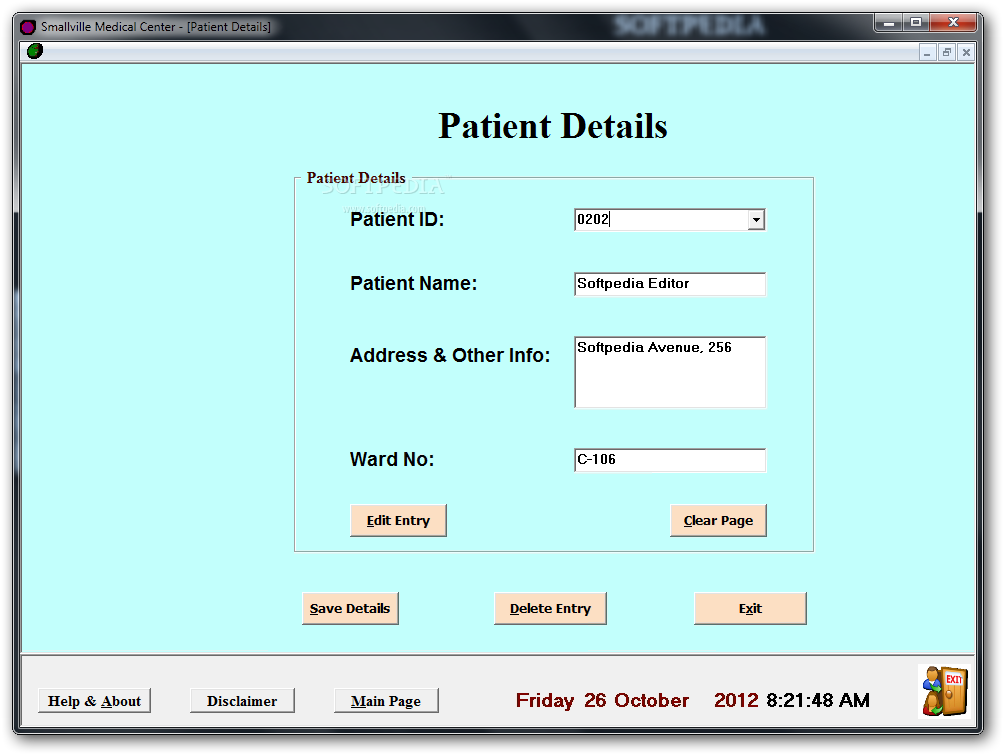 SOFTPEDIA
Smallville Medical Center - [Patient Details]
Patient Details
Patient Details
SOFTPEDIA
www.softpedia.com
Patient ID: 0202
Patient Name: Softpedia Editor
Address & Other Info: Softpedia Avenue, 256
Ward No: C-106
Edit Entry Clear Page
Save Details Delete Entry Exit
EXIT
Help & About Disclaimer Main Page Friday 26 October 2012 8:21:48 AM